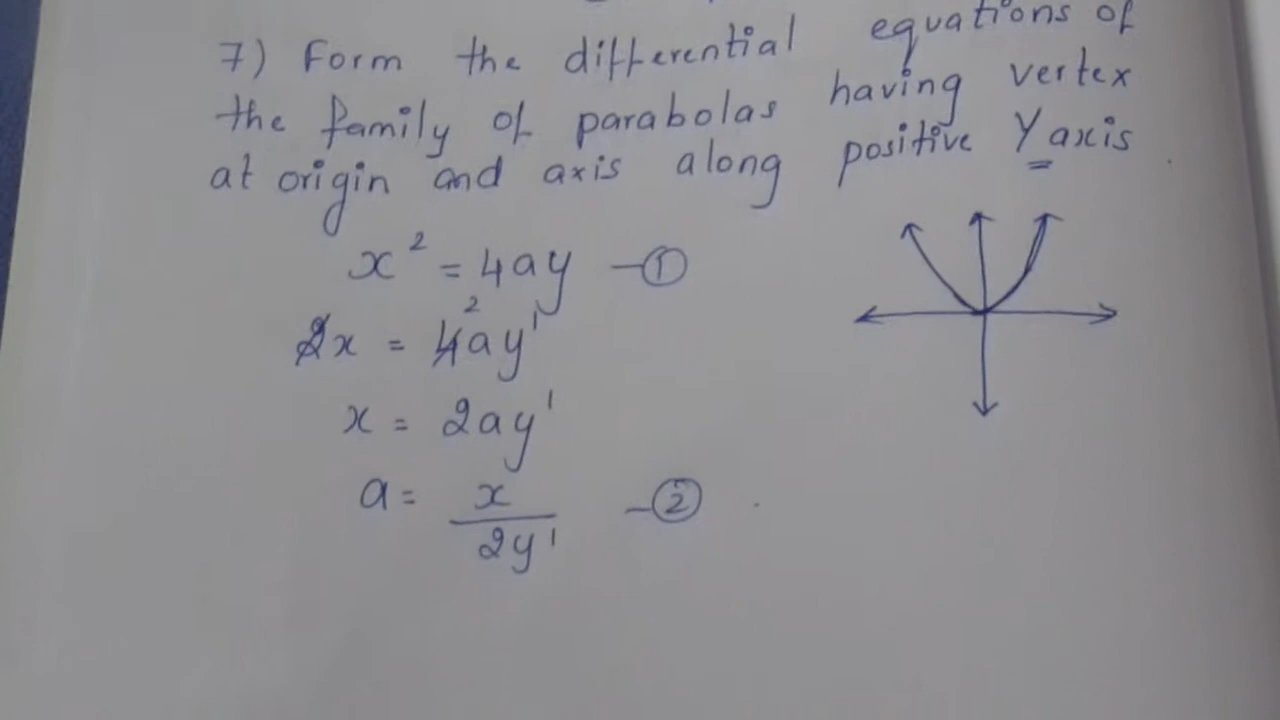 7) Form the differential equations of
the family of parabolas having vertex
at origin and axis along positive Y axis
x² = 4ay —①
2x = 4²ay'
x = 2ay'
a = x/2y' —②